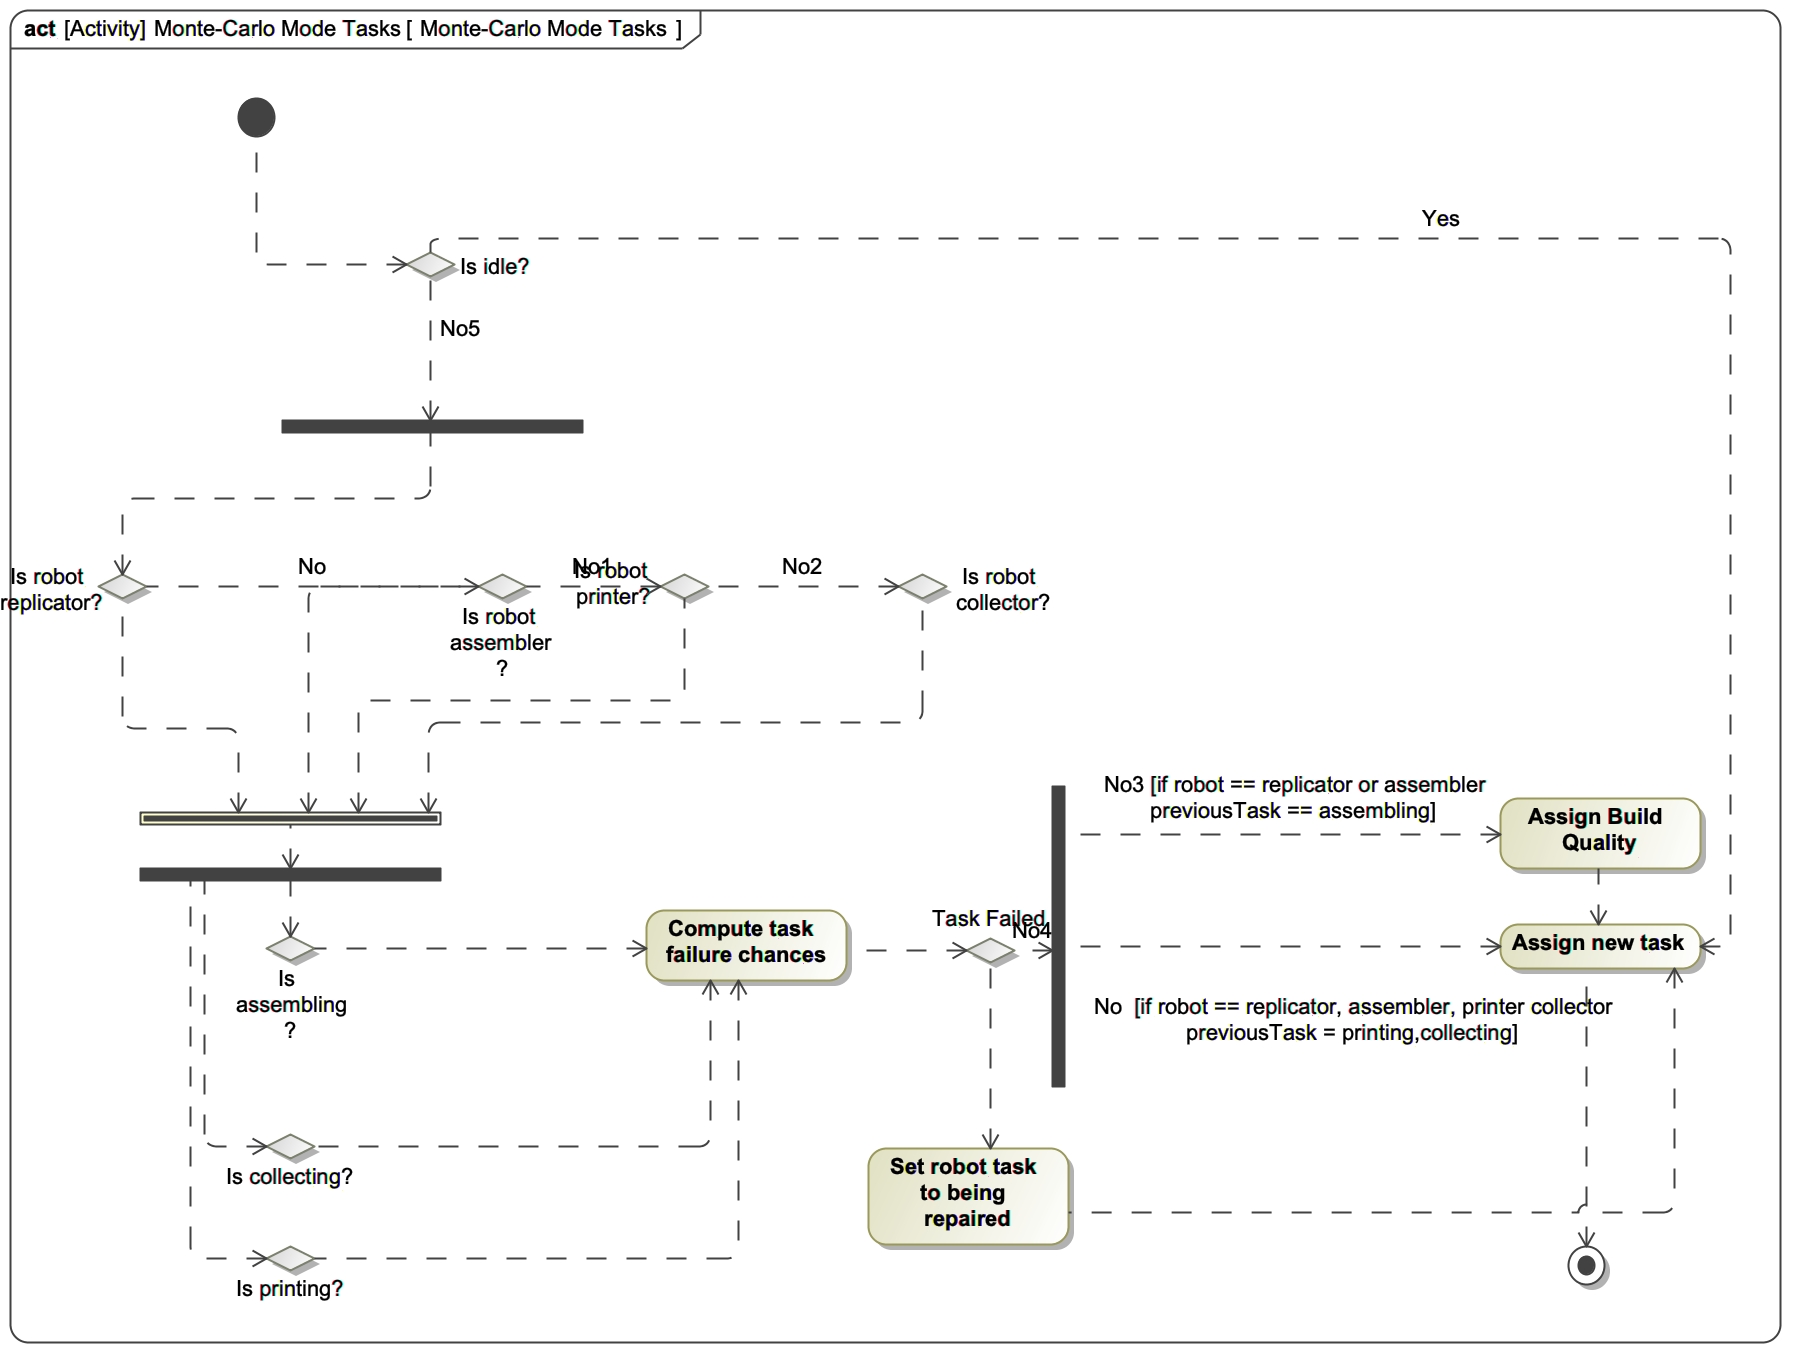 act [Activity] Monte-Carlo Mode Tasks [ Monte-Carlo Mode Tasks ]
Yes
Is idle?
No5
Is robot
replicator?
No
Is robot
assembler
?
No1
Is robot
printer?
No2
Is robot
collector?
No3 [if robot == replicator or assembler
previousTask == assembling]
Assign Build
Quality
Compute task
failure chances
Task Failed
No4
Assign new task
Is
assembling
?
No  [if robot == replicator, assembler, printer collector
previousTask = printing,collecting]
Is collecting?
Set robot task
to being
repaired
Is printing?